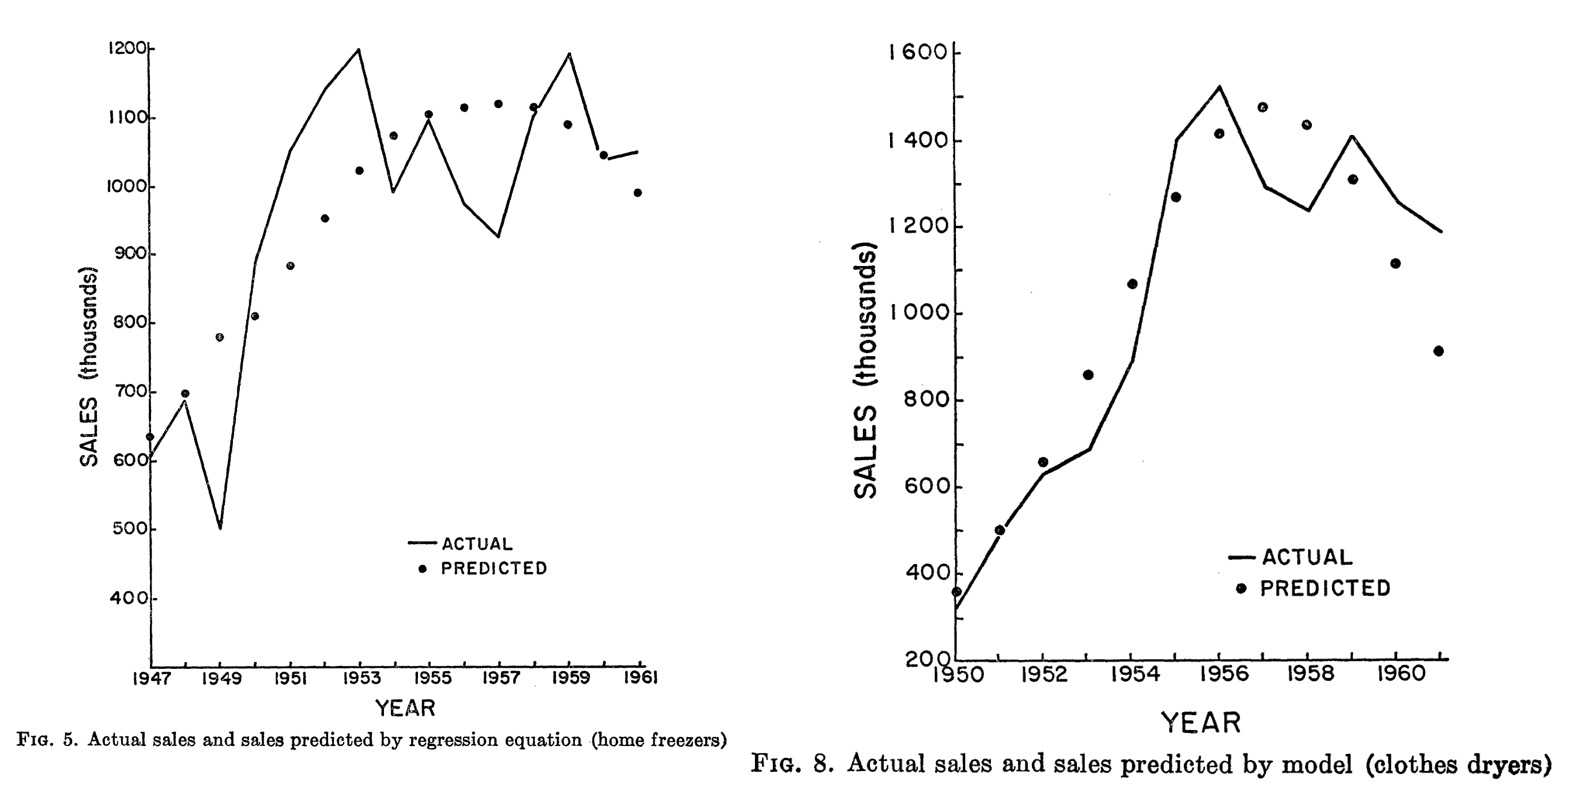 1200
1100
1000
900
800
700
600
500
400
SALES (thousands)
ACTUAL
PREDICTED
1947 1949 1951 1953 1955 1957 1959 1961
YEAR
FIG. 5. Actual sales and sales predicted by regression equation (home freezers)
1600
1400
1200
1000
800
600
400
200
SALES (thousands)
ACTUAL
PREDICTED
1950 1952 1954 1956 1958 1960
YEAR
FIG. 8. Actual sales and sales predicted by model (clothes dryers)